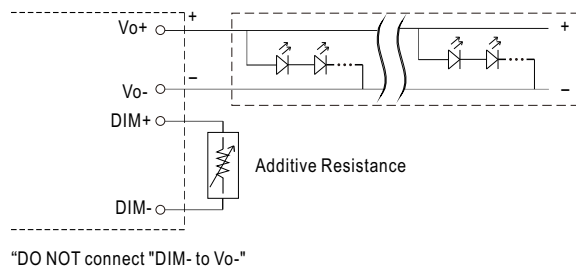 Vo+
+
+
Vo-
−
−
DIM+
Additive Resistance
DIM-
“DO NOT connect "DIM- to Vo-"